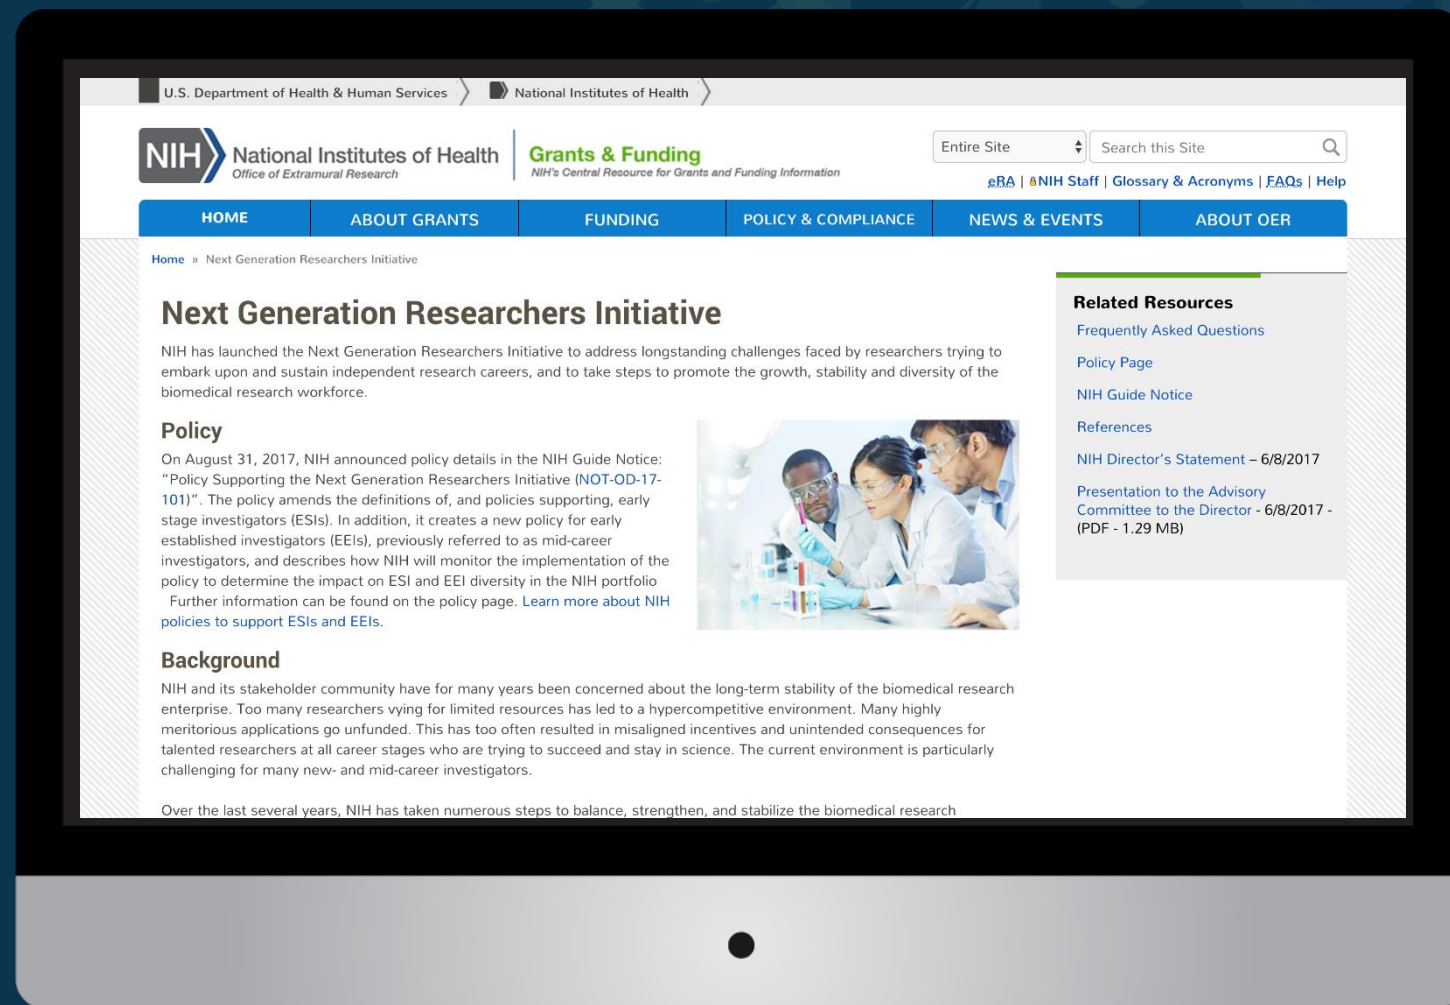 U.S. Department of Health & Human Services
National Institutes of Health
NIH
National Institutes of Health
Office of Extramural Research
Grants & Funding
NIH's Central Resource for Grants and Funding Information
Entire Site
Search this Site
eRA | NIH Staff | Glossary & Acronyms | FAQs | Help
HOME
ABOUT GRANTS
FUNDING
POLICY & COMPLIANCE
NEWS & EVENTS
ABOUT OER
Home » Next Generation Researchers Initiative
Next Generation Researchers Initiative
NIH has launched the Next Generation Researchers Initiative to address longstanding challenges faced by researchers trying to
embark upon and sustain independent research careers, and to take steps to promote the growth, stability and diversity of the
biomedical research workforce.
Policy
On August 31, 2017, NIH announced policy details in the NIH Guide Notice:
“Policy Supporting the Next Generation Researchers Initiative (NOT-OD-17-
101)”. The policy amends the definitions of, and policies supporting, early
stage investigators (ESIs). In addition, it creates a new policy for early
established investigators (EEIs), previously referred to as mid-career
investigators, and describes how NIH will monitor the implementation of the
policy to determine the impact on ESI and EEI diversity in the NIH portfolio
Further information can be found on the policy page. Learn more about NIH
policies to support ESIs and EEIs.
Background
NIH and its stakeholder community have for many years been concerned about the long-term stability of the biomedical research
enterprise. Too many researchers vying for limited resources has led to a hypercompetitive environment. Many highly
meritorious applications go unfunded. This has too often resulted in misaligned incentives and unintended consequences for
talented researchers at all career stages who are trying to succeed and stay in science. The current environment is particularly
challenging for many new- and mid-career investigators.
Over the last several years, NIH has taken numerous steps to balance, strengthen, and stabilize the biomedical research
Related Resources
Frequently Asked Questions
Policy Page
NIH Guide Notice
References
NIH Director's Statement – 6/8/2017
Presentation to the Advisory
Committee to the Director - 6/8/2017 -
(PDF - 1.29 MB)